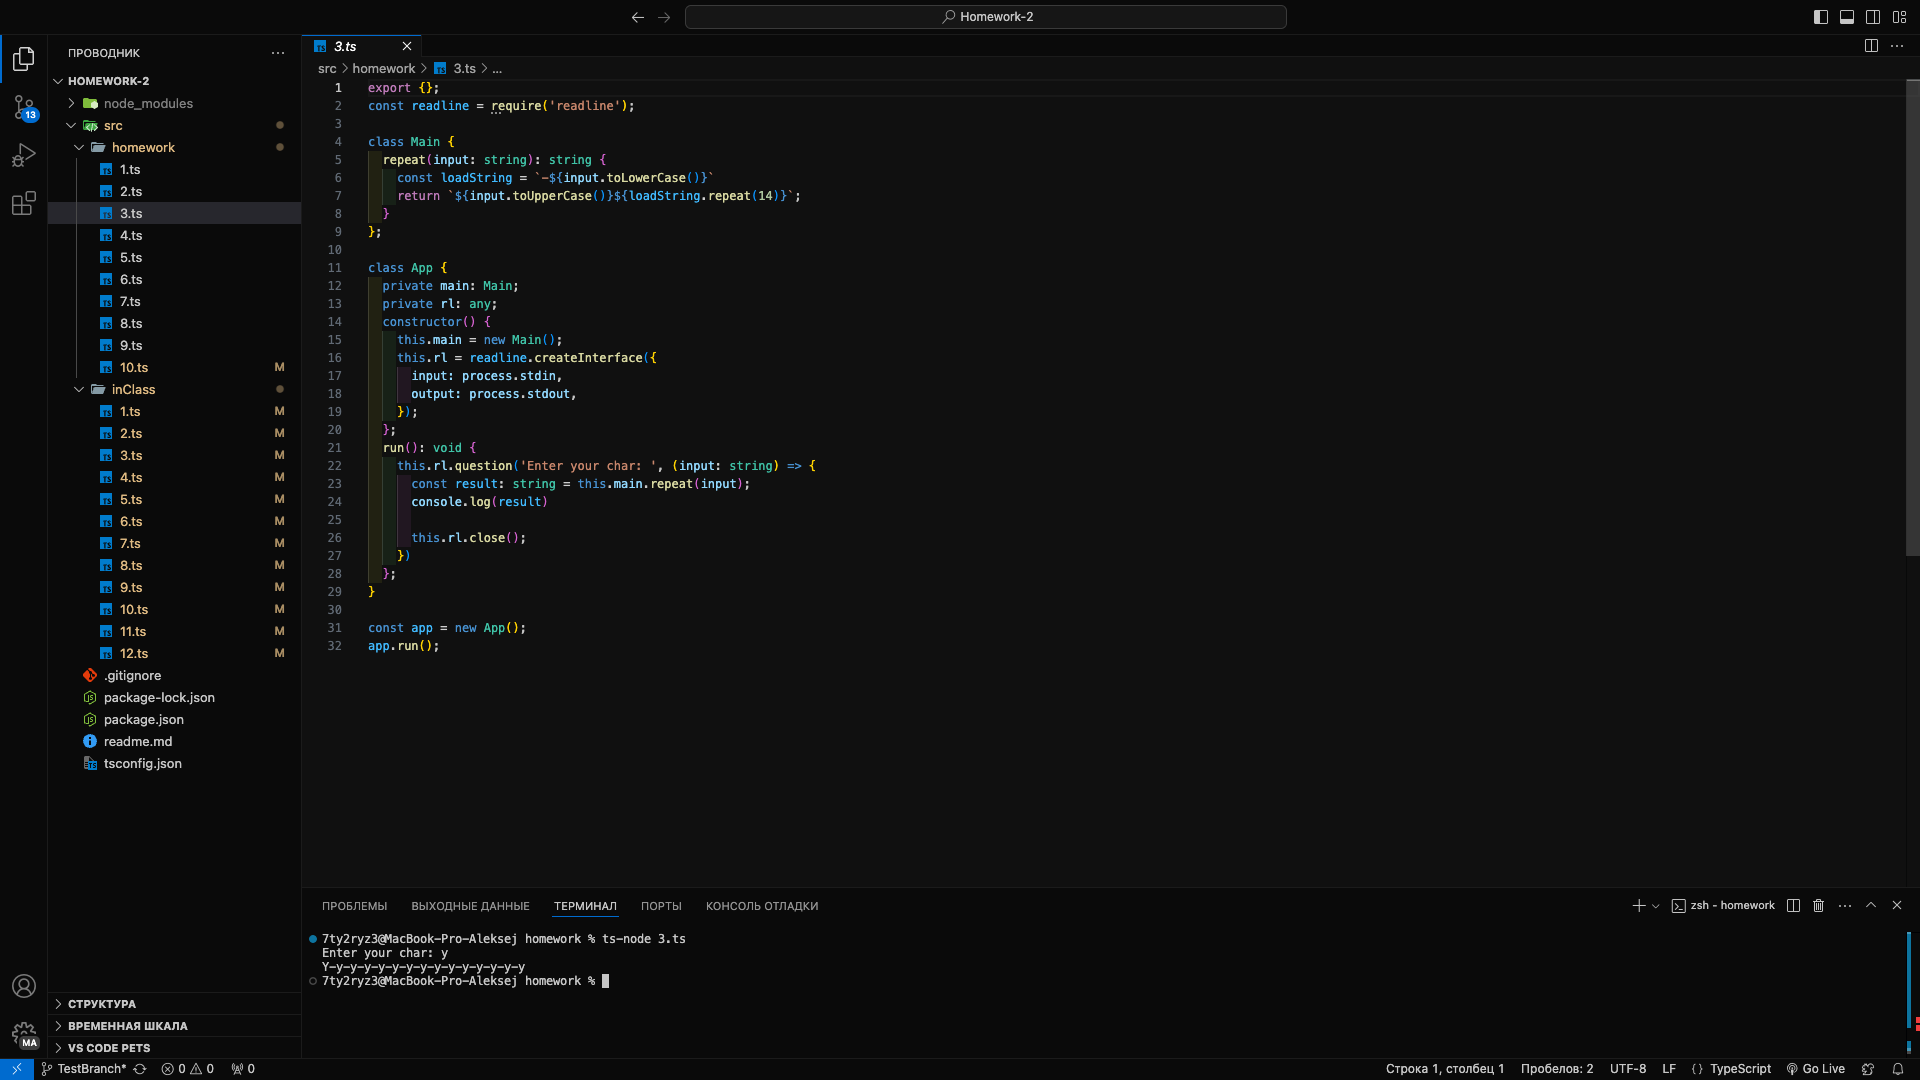 Homework-2
ПРОВОДНИК
HOMEWORK-2
node_modules
src
homework
1.ts
2.ts
3.ts
4.ts
5.ts
6.ts
7.ts
8.ts
9.ts
10.ts M
inClass
1.ts M
2.ts M
3.ts M
4.ts M
5.ts M
6.ts M
7.ts M
8.ts M
9.ts M
10.ts M
11.ts M
12.ts M
.gitignore
package-lock.json
package.json
readme.md
tsconfig.json
СТРУКТУРА
ВРЕМЕННАЯ ШКАЛА
VS CODE PETS
13
MA
TS 3.ts
src > homework > TS 3.ts > ...
1 export {};
2 const readline = require('readline');
3
4 class Main {
5 repeat(input: string): string {
6 const loadString = `-${input.toLowerCase()}`
7 return `${input.toUpperCase()}${loadString.repeat(14)}`;
8 }
9 };
10
11 class App {
12 private main: Main;
13 private rl: any;
14 constructor() {
15 this.main = new Main();
16 this.rl = readline.createInterface({
17 input: process.stdin,
18 output: process.stdout,
19 });
20 };
21 run(): void {
22 this.rl.question('Enter your char: ', (input: string) => {
23 const result: string = this.main.repeat(input);
24 console.log(result)
25
26 this.rl.close();
27 })
28 };
29 }
30
31 const app = new App();
32 app.run();
ПРОБЛЕМЫ ВЫХОДНЫЕ ДАННЫЕ ТЕРМИНАЛ ПОРТЫ КОНСОЛЬ ОТЛАДКИ
zsh - homework
7ty2ryz3@MacBook-Pro-Aleksej homework % ts-node 3.ts
Enter your char: y
Y-y-y-y-y-y-y-y-y-y-y-y-y-y-y
7ty2ryz3@MacBook-Pro-Aleksej homework %
TestBranch* 0 0 0
Строка 1, столбец 1 Пробелов: 2 UTF-8 LF {} TypeScript Go Live